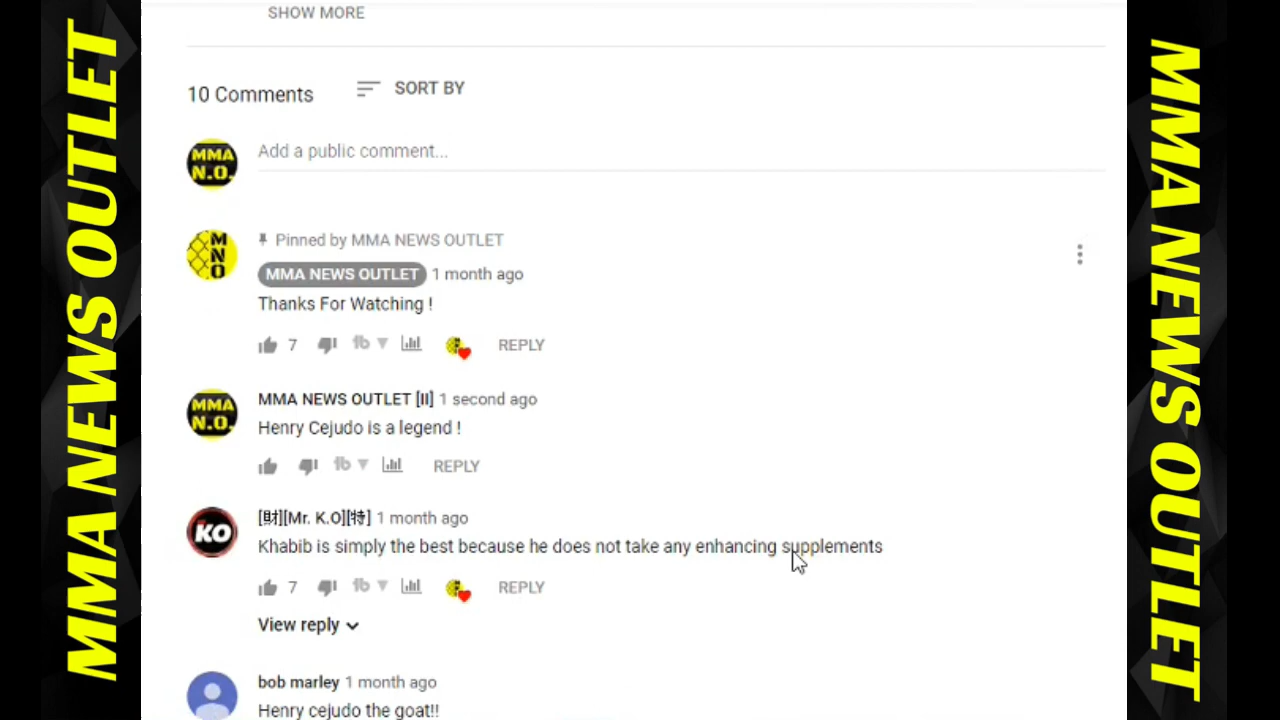 SHOW MORE
10 Comments
SORT BY
MMA N.O.
Add a public comment...
MNO
Pinned by MMA NEWS OUTLET
MMA NEWS OUTLET 1 month ago
Thanks For Watching !
7
REPLY
MMA N.O.
MMA NEWS OUTLET [II] 1 second ago
Henry Cejudo is a legend !
REPLY
KO
[財][Mr. K.O][特] 1 month ago
Khabib is simply the best because he does not take any enhancing supplements
7
REPLY
View reply
bob marley 1 month ago
Henry cejudo the goat!!
MMA NEWS OUTLET
MMA NEWS OUTLET